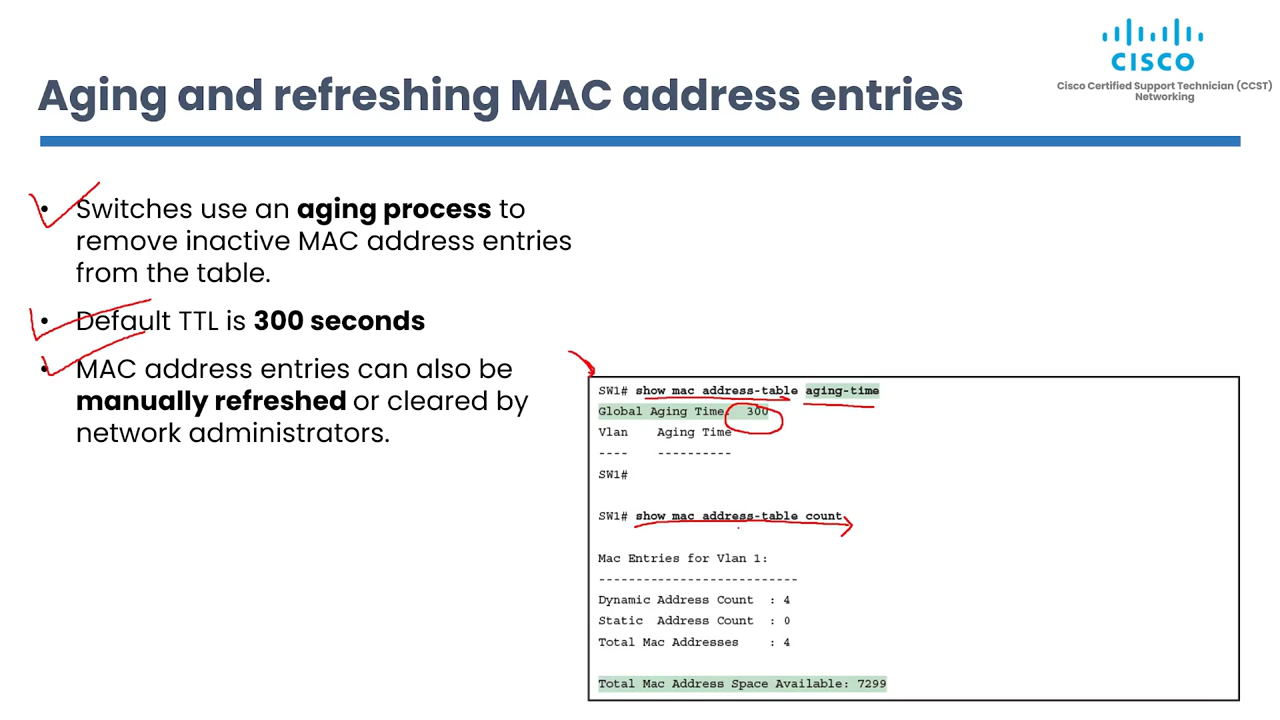 CISCO
Cisco Certified Support Technician (CCST)
Networking
Aging and refreshing MAC address entries
• Switches use an aging process to
remove inactive MAC address entries
from the table.
• Default TTL is 300 seconds
• MAC address entries can also be
manually refreshed or cleared by
network administrators.
SW1# show mac address-table aging-time
Global Aging Time: 300
Vlan    Aging Time
----    ----------
SW1#
SW1# show mac address-table count
Mac Entries for Vlan 1:
---------------------------
Dynamic Address Count  : 4
Static  Address Count  : 0
Total Mac Addresses    : 4
Total Mac Address Space Available: 7299